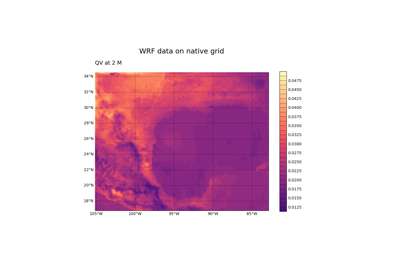 WRF data on native grid
QV at 2 M
34°N
32°N
30°N
28°N
26°N
24°N
22°N
20°N
18°N
105°W 100°W 95°W 90°W 85°W
0.0475
0.0450
0.0425
0.0400
0.0375
0.0350
0.0325
0.0300
0.0275
0.0250
0.0225
0.0200
0.0175
0.0150
0.0125